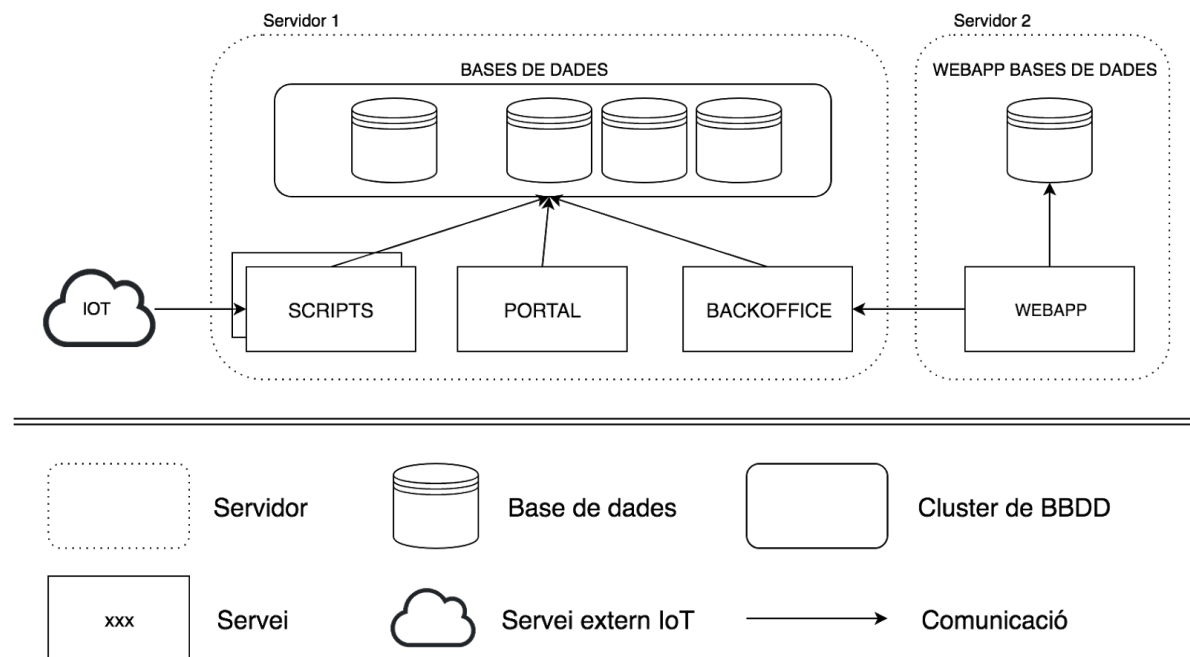 Servidor 1
Servidor 2
BASES DE DADES
WEBAPP BASES DE DADES
IOT
SCRIPTS
PORTAL
BACKOFFICE
WEBAPP
Servidor
Base de dades
Cluster de BBDD
xxx
Servei
Servei extern IoT
Comunicació